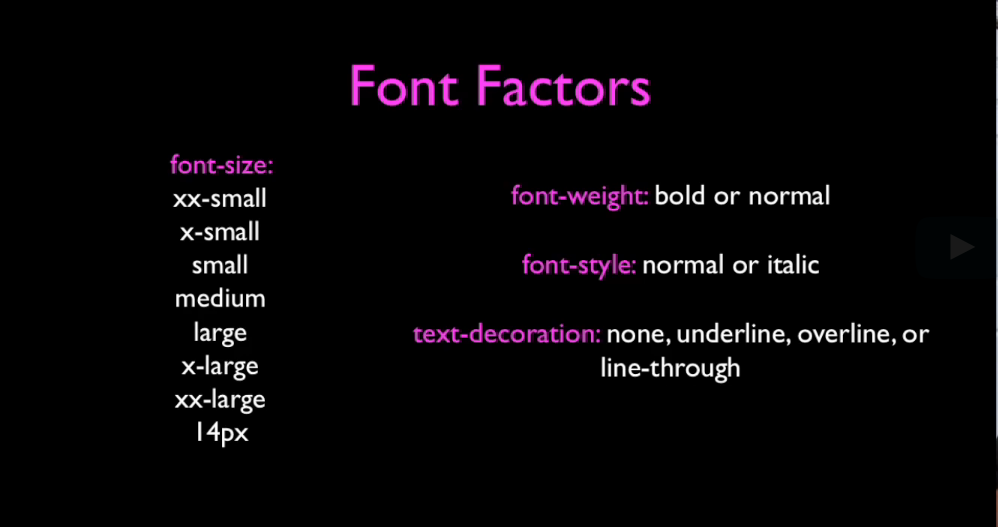 Font Factors
font-size:
xx-small
x-small
small
medium
large
x-large
xx-large
14px
font-weight: bold or normal
font-style: normal or italic
text-decoration: none, underline, overline, or
line-through